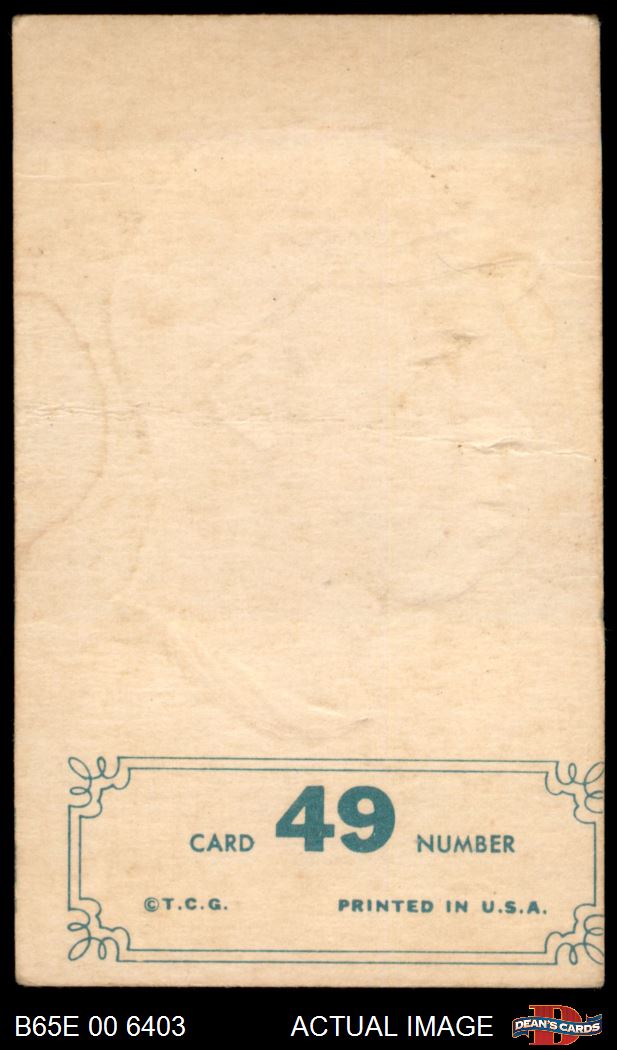 CARD 49 NUMBER
©T.C.G. PRINTED IN U.S.A.
B65E 00 6403 ACTUAL IMAGE DEAN'S CARDS